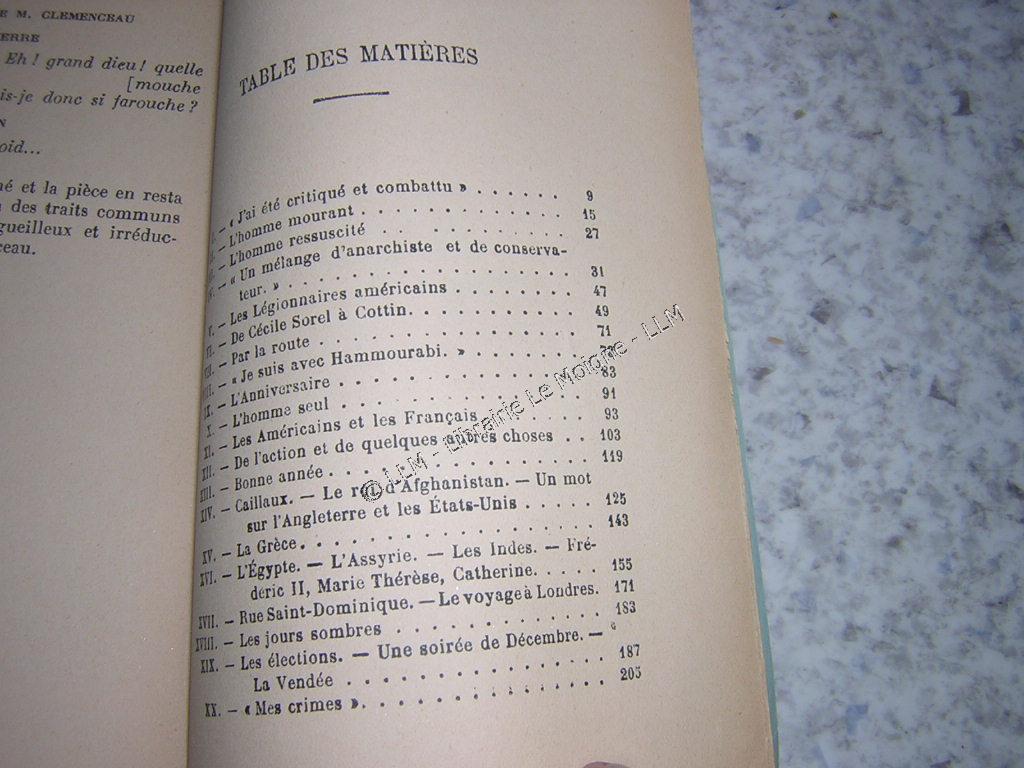 E M. CLEMENCEAU
ERRE
Eh! grand dieu! quelle
[mouche
is-je donc si farouche?
N
oid...
é et la pièce en resta
des traits communs
gueilleux et irréduc-
ceau.
TABLE DES MATIÈRES
— « J'ai été critiqué et combattu » . . . . . . 9
— L'homme mourant . . . . . . . . . . . . 15
— L'homme ressuscité . . . . . . . . . . . 27
IV. — « Un mélange d'anarchiste et de conserva-
teur. » . . . . . . . . . . . . . . . 31
V. — Les Légionnaires américains . . . . . . . . 47
VI. — De Cécile Sorel à Cottin. . . . . . . . . . 49
VII. — Par la route . . . . . . . . . . . . . . 71
VIII. — « Je suis avec Hammourabi. » . . . . . . .
IX. — L'Anniversaire . . . . . . . . . . . . . 83
X. — L'homme seul . . . . . . . . . . . . . 91
XI. — Les Américains et les Français . . . . . . . 93
XII. — De l'action et de quelques autres choses . . 103
XIII. — Bonne année . . . . . . . . . . . . . . 119
XIV. — Caillaux. — Le roi d'Afghanistan. — Un mot
sur l'Angleterre et les États-Unis . . . . . 125
XV. — La Grèce. . . . . . . . . . . . . . . . 143
XVI. — L'Égypte. — L'Assyrie. — Les Indes. — Fré-
déric II, Marie Thérèse, Catherine. . . . . 155
XVII. — Rue Saint-Dominique. — Le voyage à Londres. 171
XVIII. — Les jours sombres . . . . . . . . . . . . 183
XIX. — Les élections. — Une soirée de Décembre. —
La Vendée . . . . . . . . . . . . . . 187
XX. — « Mes crimes ». . . . . . . . . . . . . . 205
© LLM - Librairie Le Moigne - LLM